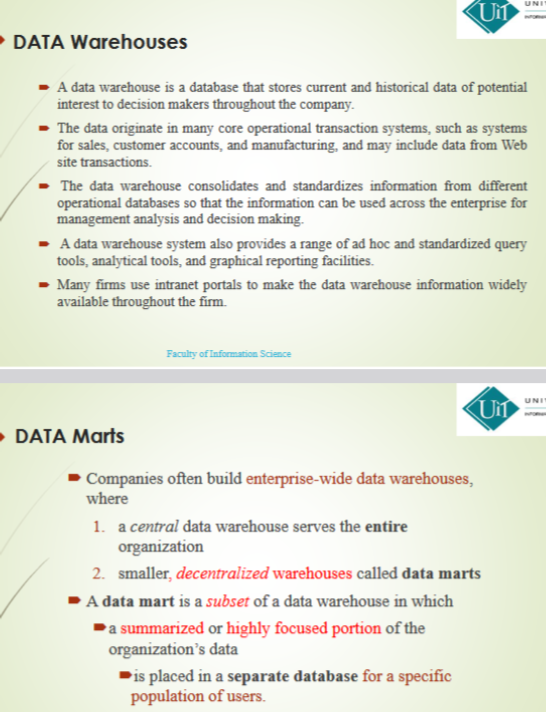 UiT
UNI
DATA Warehouses
A data warehouse is a database that stores current and historical data of potential
interest to decision makers throughout the company.
The data originate in many core operational transaction systems, such as systems
for sales, customer accounts, and manufacturing, and may include data from Web
site transactions.
The data warehouse consolidates and standardizes information from different
operational databases so that the information can be used across the enterprise for
management analysis and decision making.
A data warehouse system also provides a range of ad hoc and standardized query
tools, analytical tools, and graphical reporting facilities.
Many firms use intranet portals to make the data warehouse information widely
available throughout the firm.
Faculty of Information Science
UiT
UNI
DATA Marts
Companies often build enterprise-wide data warehouses,
where
1. a central data warehouse serves the entire
organization
2. smaller, decentralized warehouses called data marts
A data mart is a subset of a data warehouse in which
a summarized or highly focused portion of the
organization's data
is placed in a separate database for a specific
population of users.